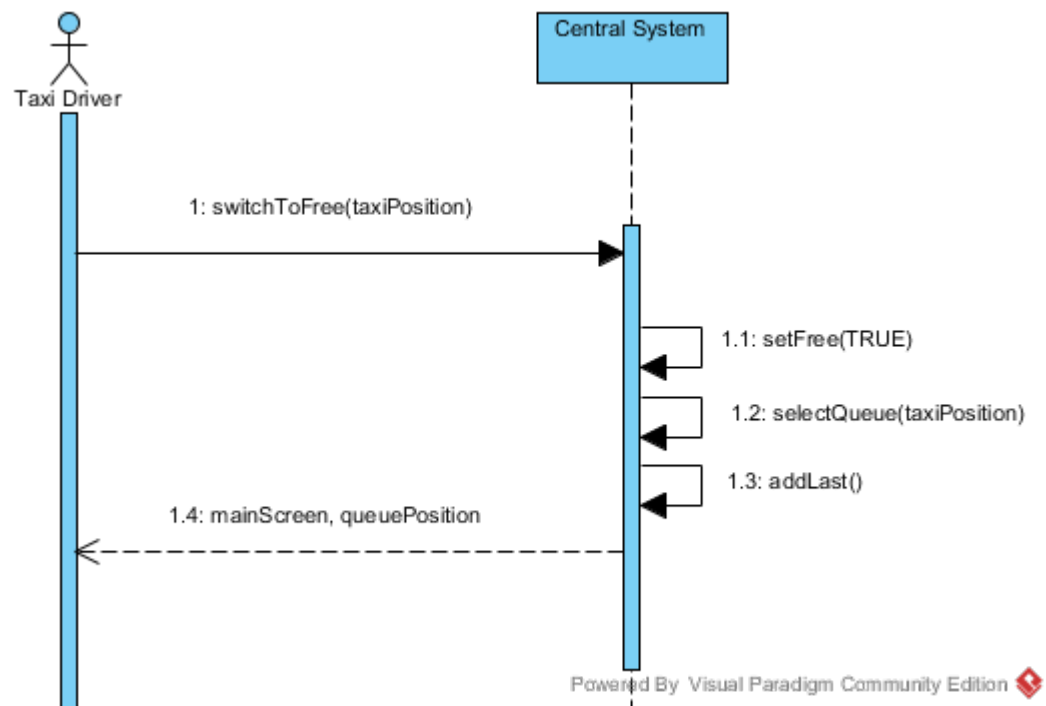 Central System
Taxi Driver
1: switchToFree(taxiPosition)
1.1: setFree(TRUE)
1.2: selectQueue(taxiPosition)
1.3: addLast()
1.4: mainScreen, queuePosition
Powered By Visual Paradigm Community Edition